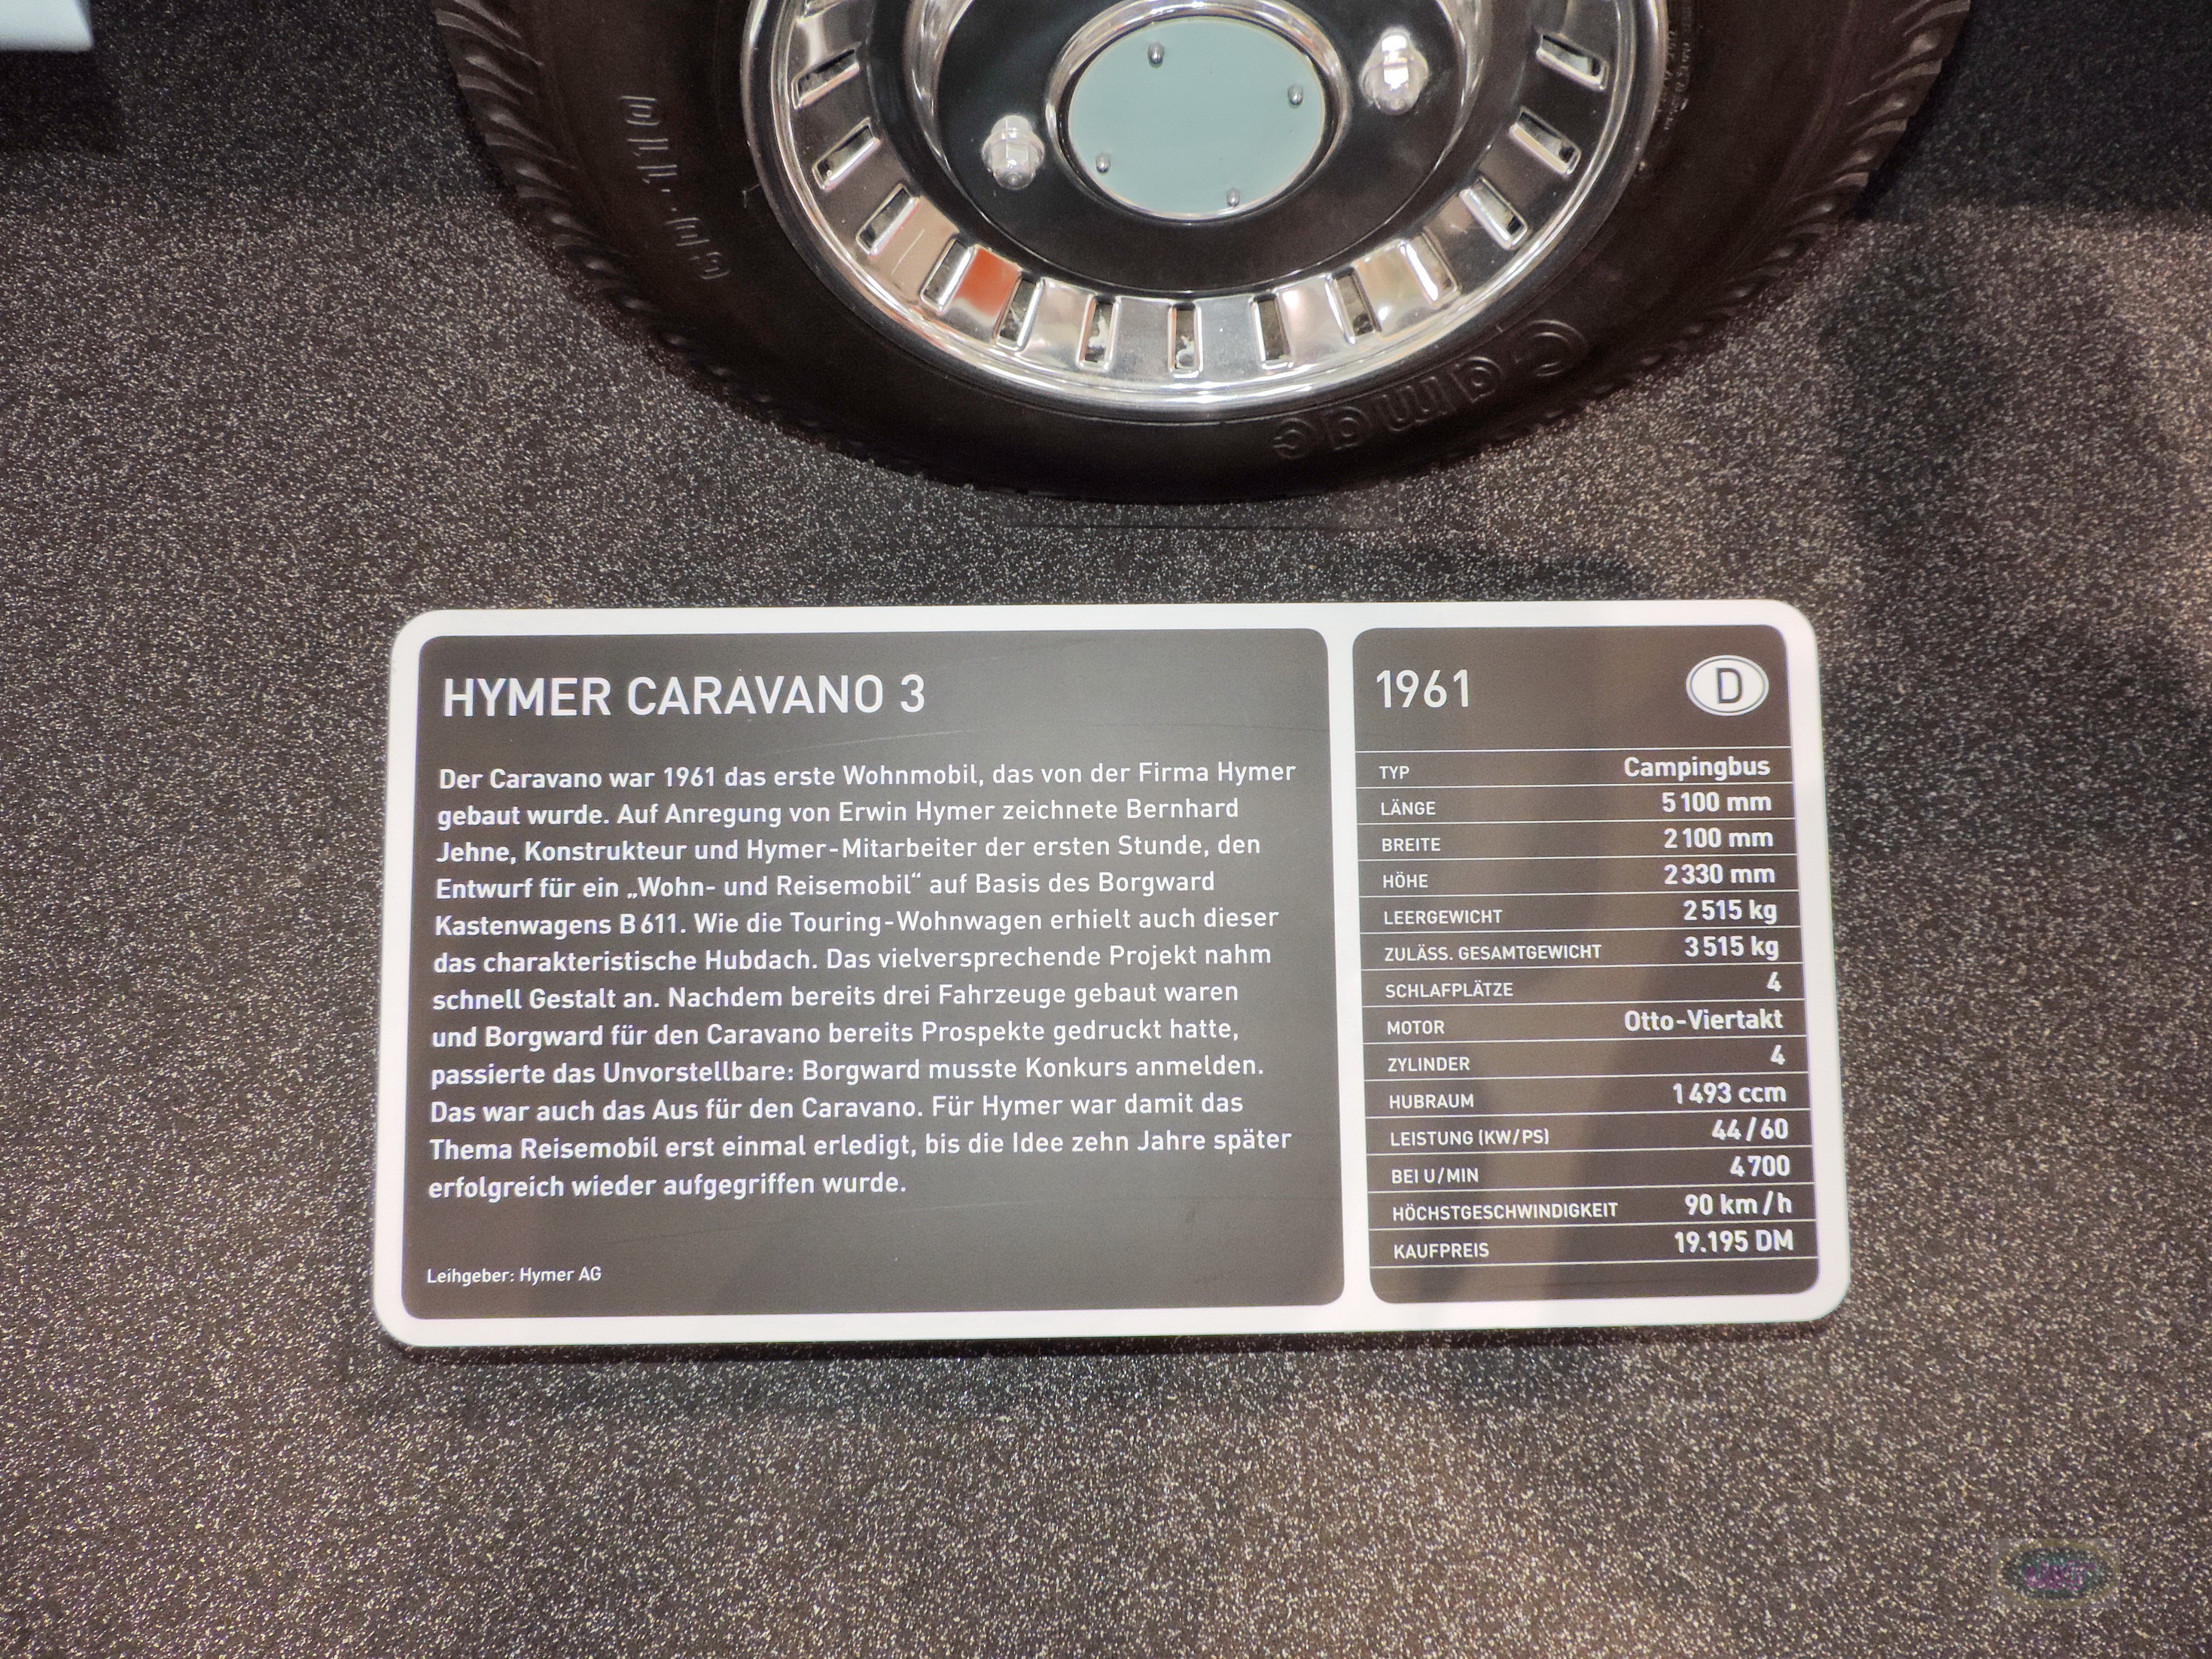 Camac
HYMER CARAVANO 3
Der Caravano war 1961 das erste Wohnmobil, das von der Firma Hymer
gebaut wurde. Auf Anregung von Erwin Hymer zeichnete Bernhard
Jehne, Konstrukteur und Hymer-Mitarbeiter der ersten Stunde, den
Entwurf für ein „Wohn- und Reisemobil“ auf Basis des Borgward
Kastenwagens B 611. Wie die Touring-Wohnwagen erhielt auch dieser
das charakteristische Hubdach. Das vielversprechende Projekt nahm
schnell Gestalt an. Nachdem bereits drei Fahrzeuge gebaut waren
und Borgward für den Caravano bereits Prospekte gedruckt hatte,
passierte das Unvorstellbare: Borgward musste Konkurs anmelden.
Das war auch das Aus für den Caravano. Für Hymer war damit das
Thema Reisemobil erst einmal erledigt, bis die Idee zehn Jahre später
erfolgreich wieder aufgegriffen wurde.
Leihgeber: Hymer AG
1961 D
TYP Campingbus
LÄNGE 5 100 mm
BREITE 2 100 mm
HÖHE 2 330 mm
LEERGEWICHT 2 515 kg
ZULÄSS. GESAMTGEWICHT 3 515 kg
SCHLAFPLÄTZE 4
MOTOR Otto-Viertakt
ZYLINDER 4
HUBRAUM 1 493 ccm
LEISTUNG (KW/PS) 44 / 60
BEI U/MIN 4 700
HÖCHSTGESCHWINDIGKEIT 90 km / h
KAUFPREIS 19.195 DM